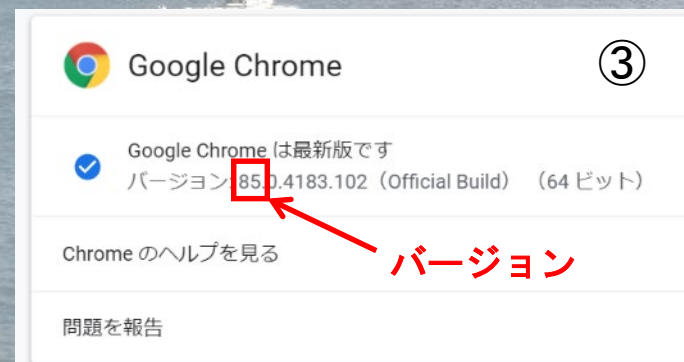 Google Chrome
③
Google Chrome は最新版です
バージョン: 85.0.4183.102（Official Build）（64 ビット）
バージョン
Chrome のヘルプを見る
問題を報告